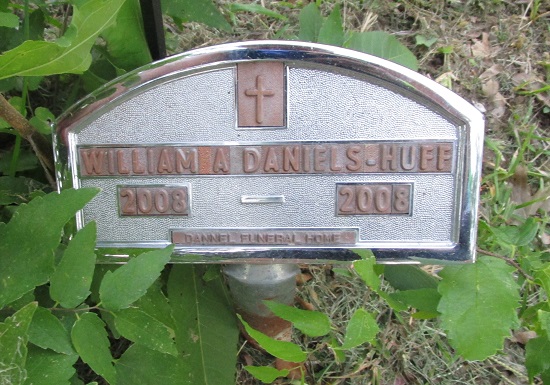 WILLIAM A DANIELS-HUFF
2008 — 2008
DANNEL FUNERAL HOME